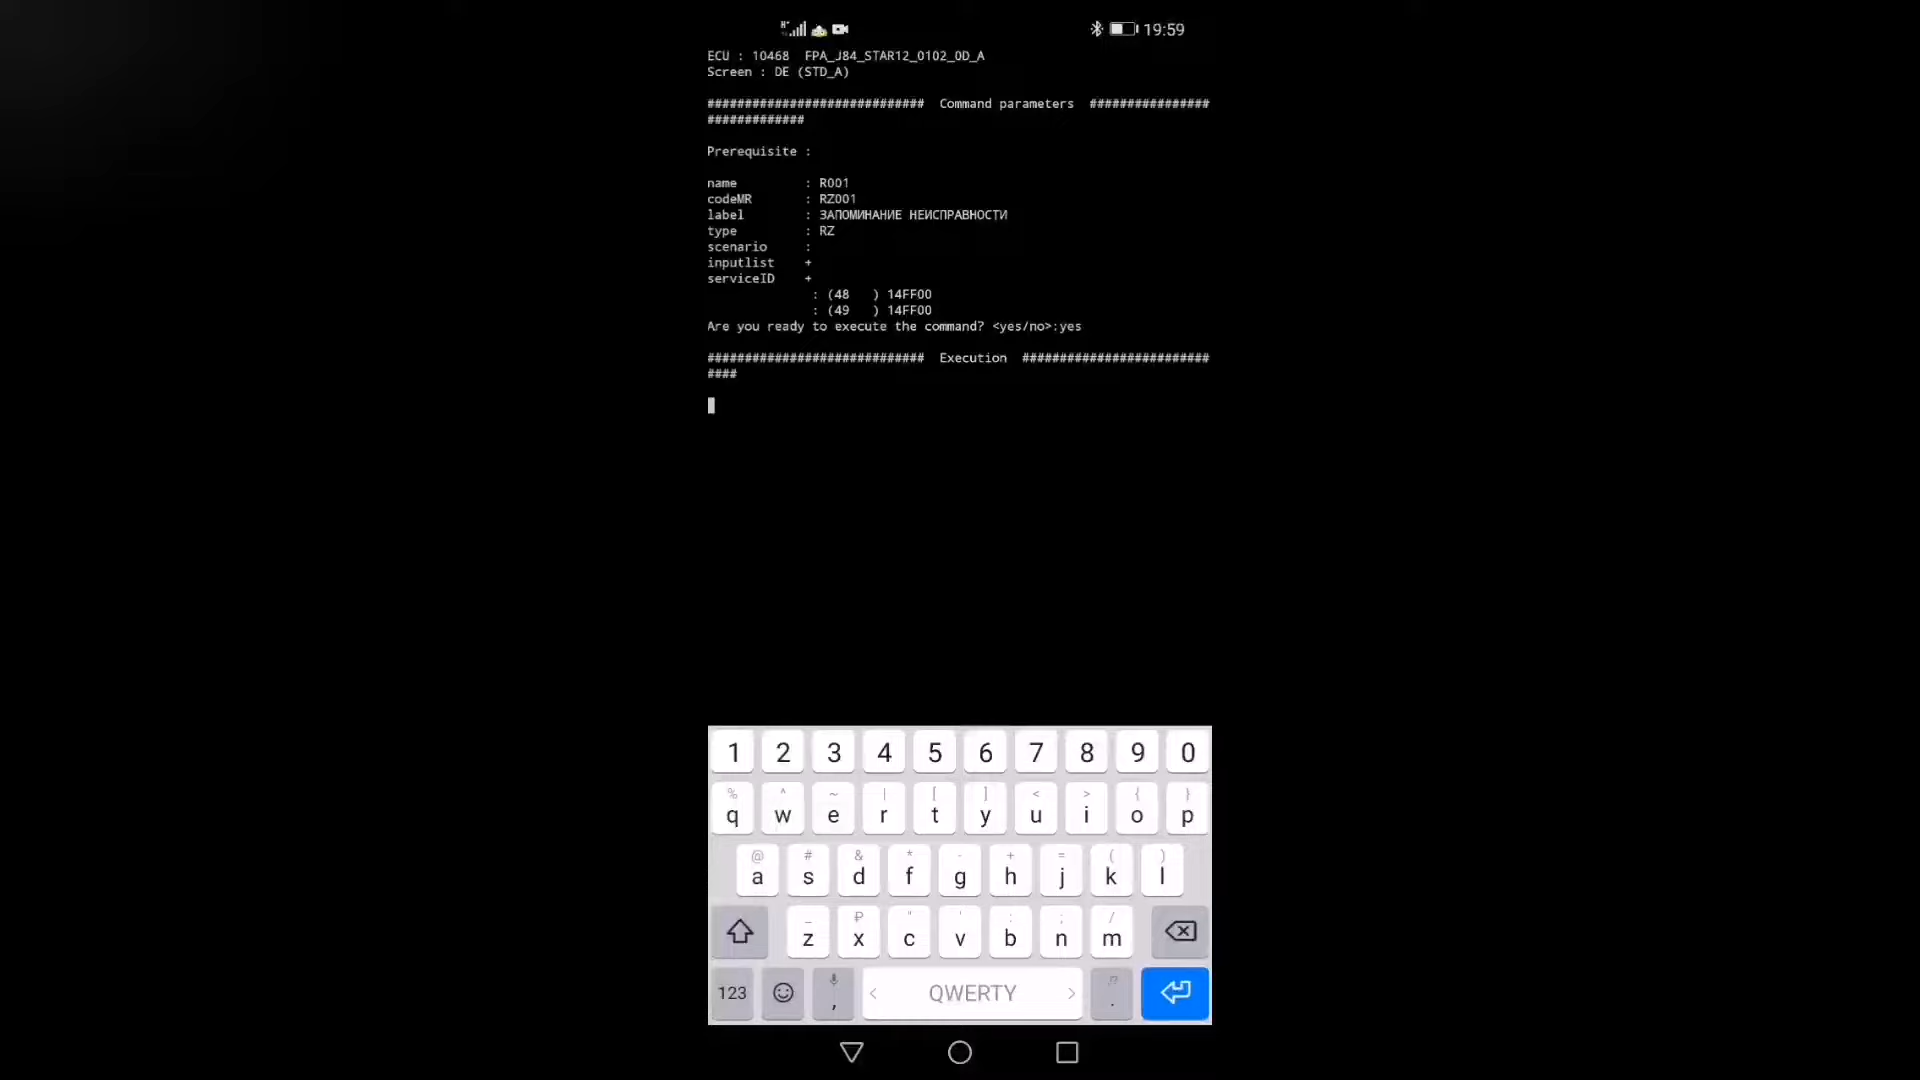 19:59
ECU : 10468  FPA_J84_STAR12_0102_0D_A
Screen : DE (STD_A)
#############################  Command parameters  ################
#############
Prerequisite :
name         : R001
codeMR       : RZ001
label        : ЗАПОМИНАНИЕ НЕИСПРАВНОСТИ
type         : RZ
scenario     :
inputlist    +
serviceID    +
: (48   ) 14FF00
: (49   ) 14FF00
Are you ready to execute the command? <yes/no>:yes
#############################  Execution  #########################
####
1 2 3 4 5 6 7 8 9 0
% ^ ~ | [ ] < > { }
q w e r t y u i o p
@ # & * - + = ( )
a s d f g h j k l
_ ₽ " ' : ; /
z x c v b n m
123 , < QWERTY > .